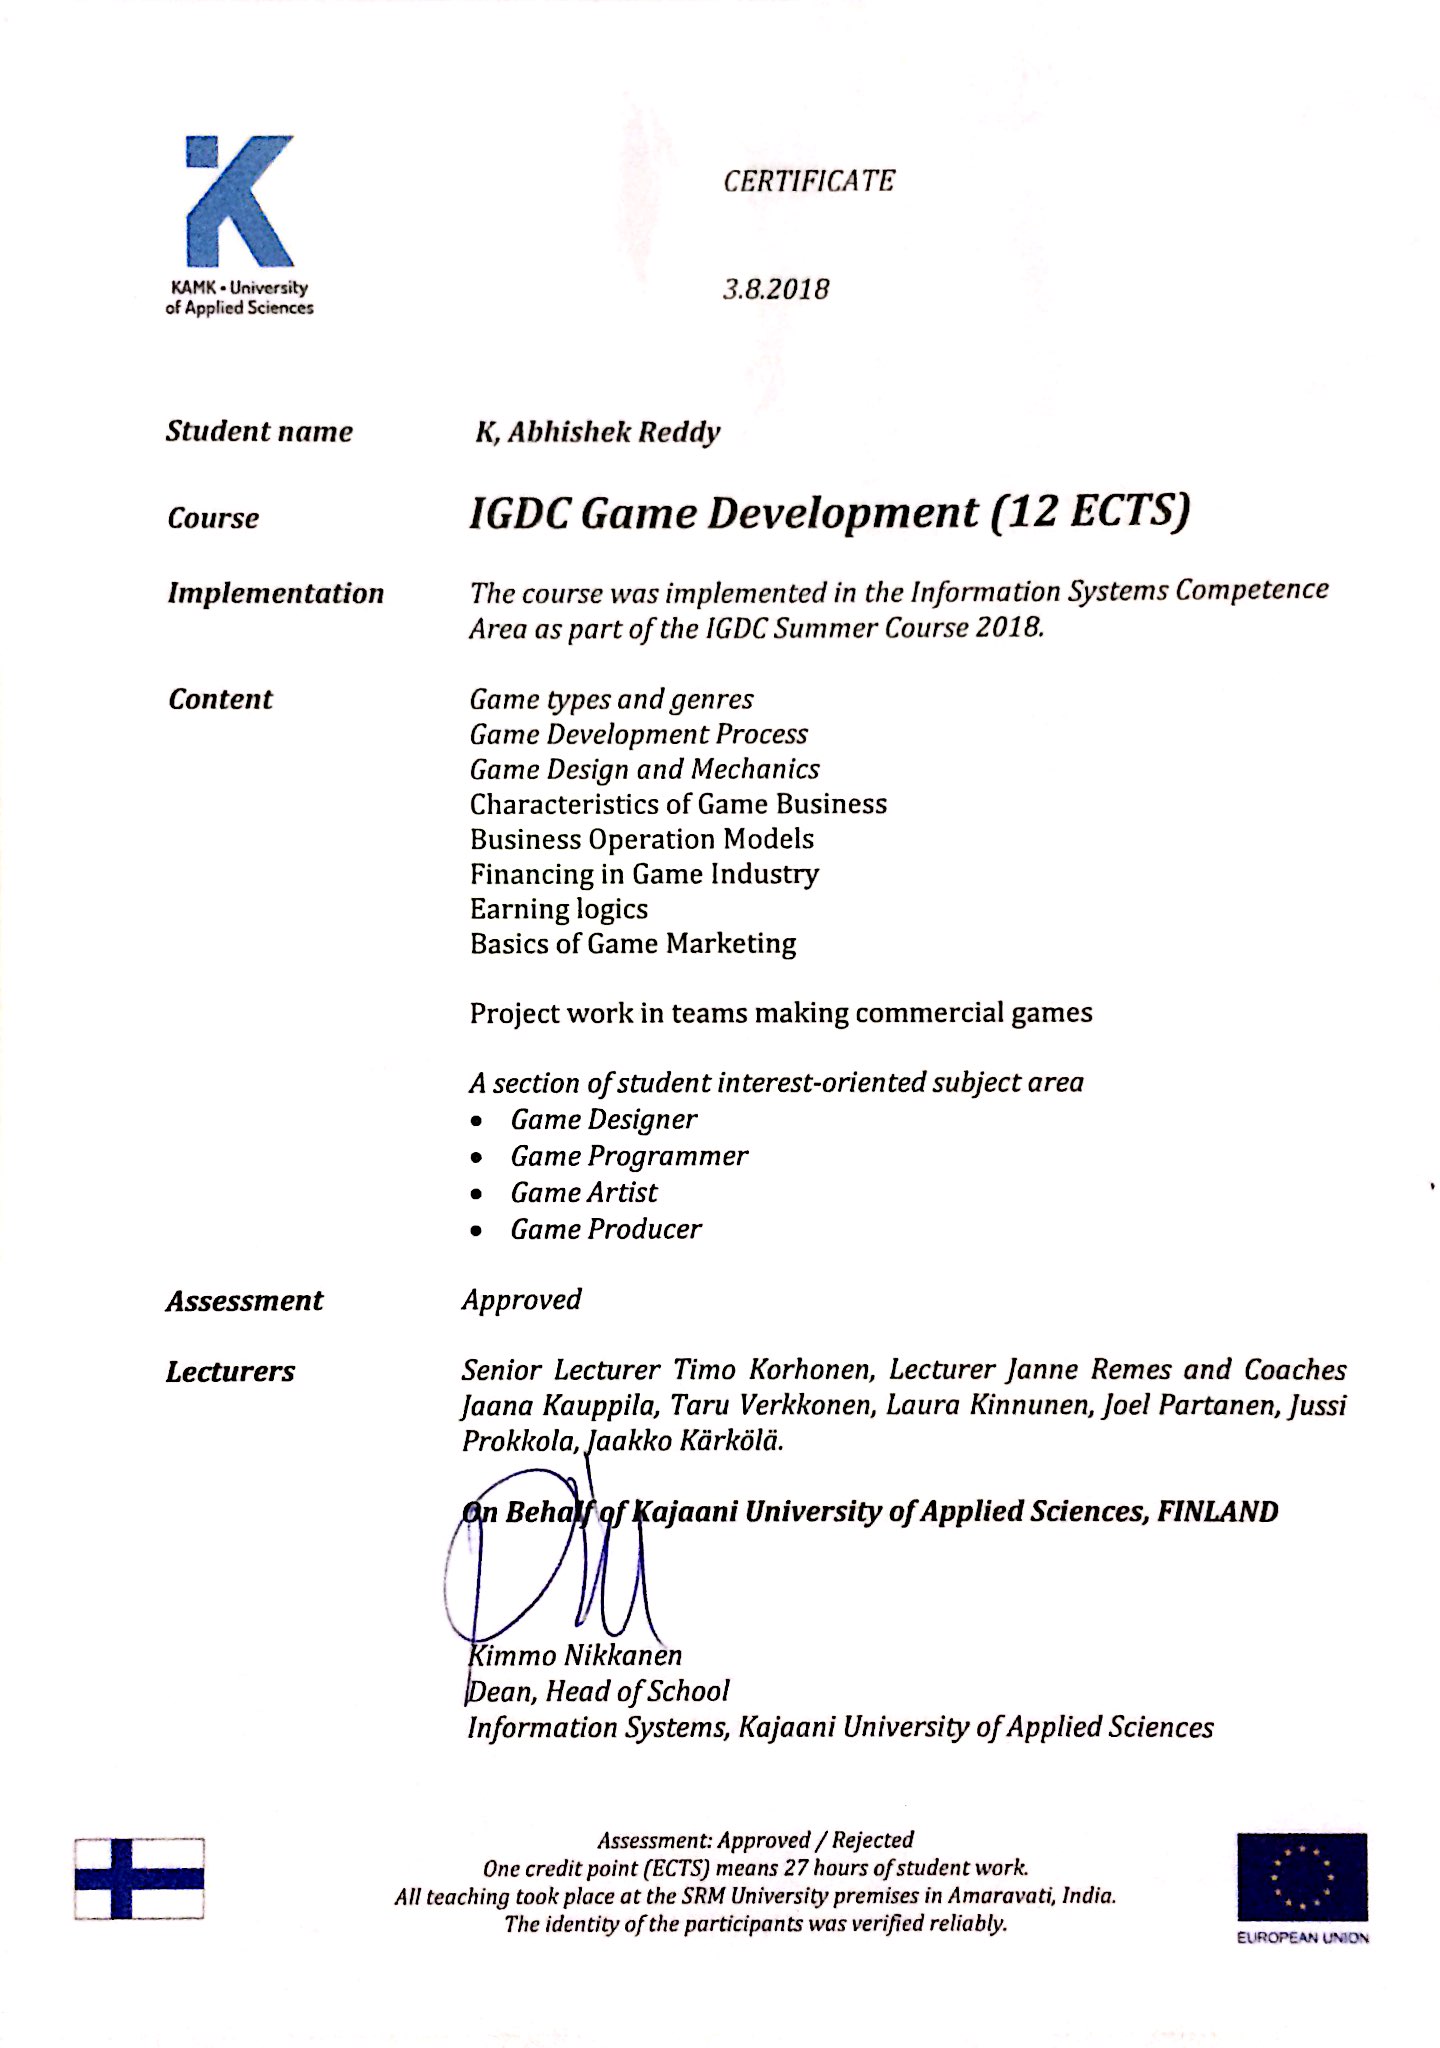 CERTIFICATE
KAMK • University
of Applied Sciences
3.8.2018
Student name K, Abhishek Reddy
Course IGDC Game Development (12 ECTS)
Implementation The course was implemented in the Information Systems Competence
Area as part of the IGDC Summer Course 2018.
Content Game types and genres
Game Development Process
Game Design and Mechanics
Characteristics of Game Business
Business Operation Models
Financing in Game Industry
Earning logics
Basics of Game Marketing
Project work in teams making commercial games
A section of student interest-oriented subject area
• Game Designer
• Game Programmer
• Game Artist
• Game Producer
Assessment Approved
Lecturers Senior Lecturer Timo Korhonen, Lecturer Janne Remes and Coaches
Jaana Kauppila, Taru Verkkonen, Laura Kinnunen, Joel Partanen, Jussi
Prokkola, Jaakko Kärkölä.
On Behalf of Kajaani University of Applied Sciences, FINLAND
Kimmo Nikkanen
Dean, Head of School
Information Systems, Kajaani University of Applied Sciences
Assessment: Approved / Rejected
One credit point (ECTS) means 27 hours of student work.
All teaching took place at the SRM University premises in Amaravati, India.
The identity of the participants was verified reliably.
EUROPEAN UNION